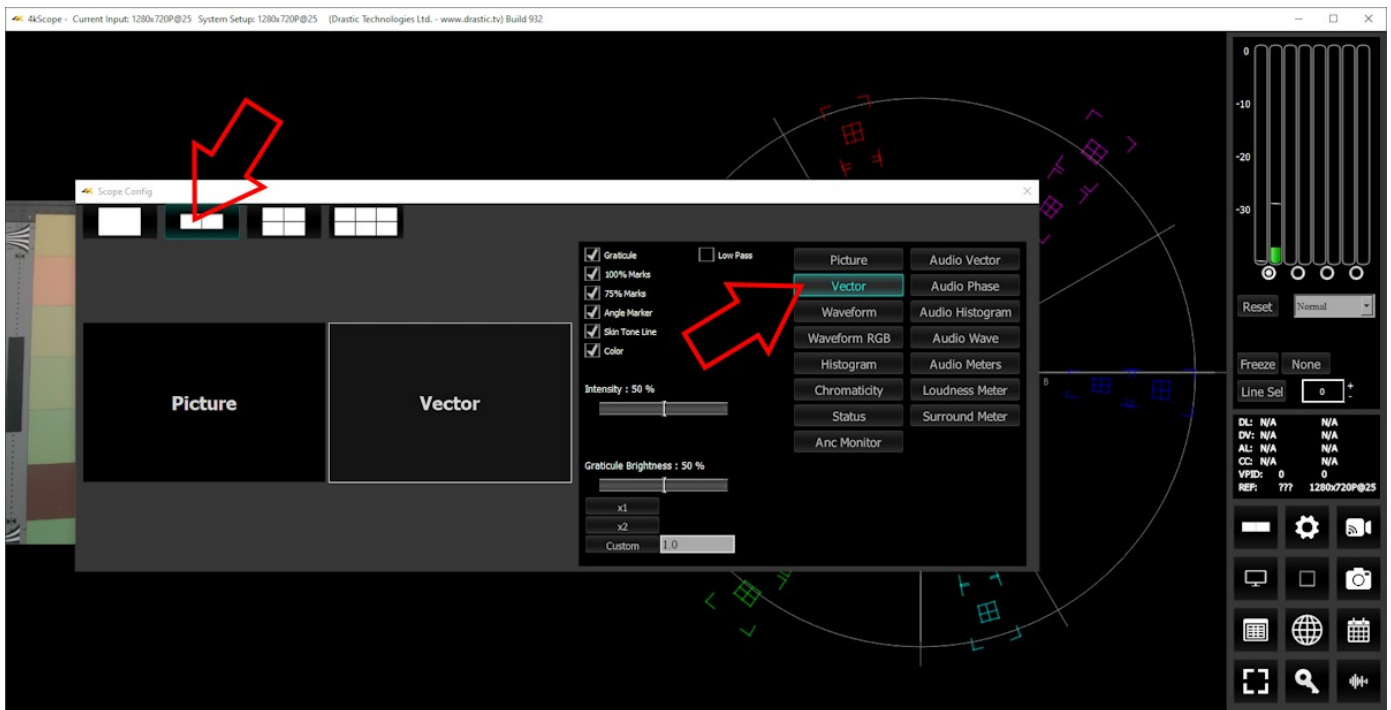 4kScope - Current Input: 1280x720P@25 System Setup: 1280x720P@25 (Drastic Technologies Ltd. - www.drastic.tv) Build 932
4K Scope Config
Picture
Vector
Graticule
Low Pass
100% Marks
75% Marks
Angle Marker
Skin Tone Line
Color
Intensity : 50 %
Graticule Brightness : 50 %
x1
x2
Custom 1.0
Picture Audio Vector
Vector Audio Phase
Waveform Audio Histogram
Waveform RGB Audio Wave
Histogram Audio Meters
Chromaticity Loudness Meter
Status Surround Meter
Anc Monitor
B
0
-10
-20
-30
Reset Normal
Freeze None
Line Sel 0 + -
DL: N/A N/A
DV: N/A N/A
AL: N/A N/A
CC: N/A N/A
VPID: 0 0
REF: ??? 1280x720P@25